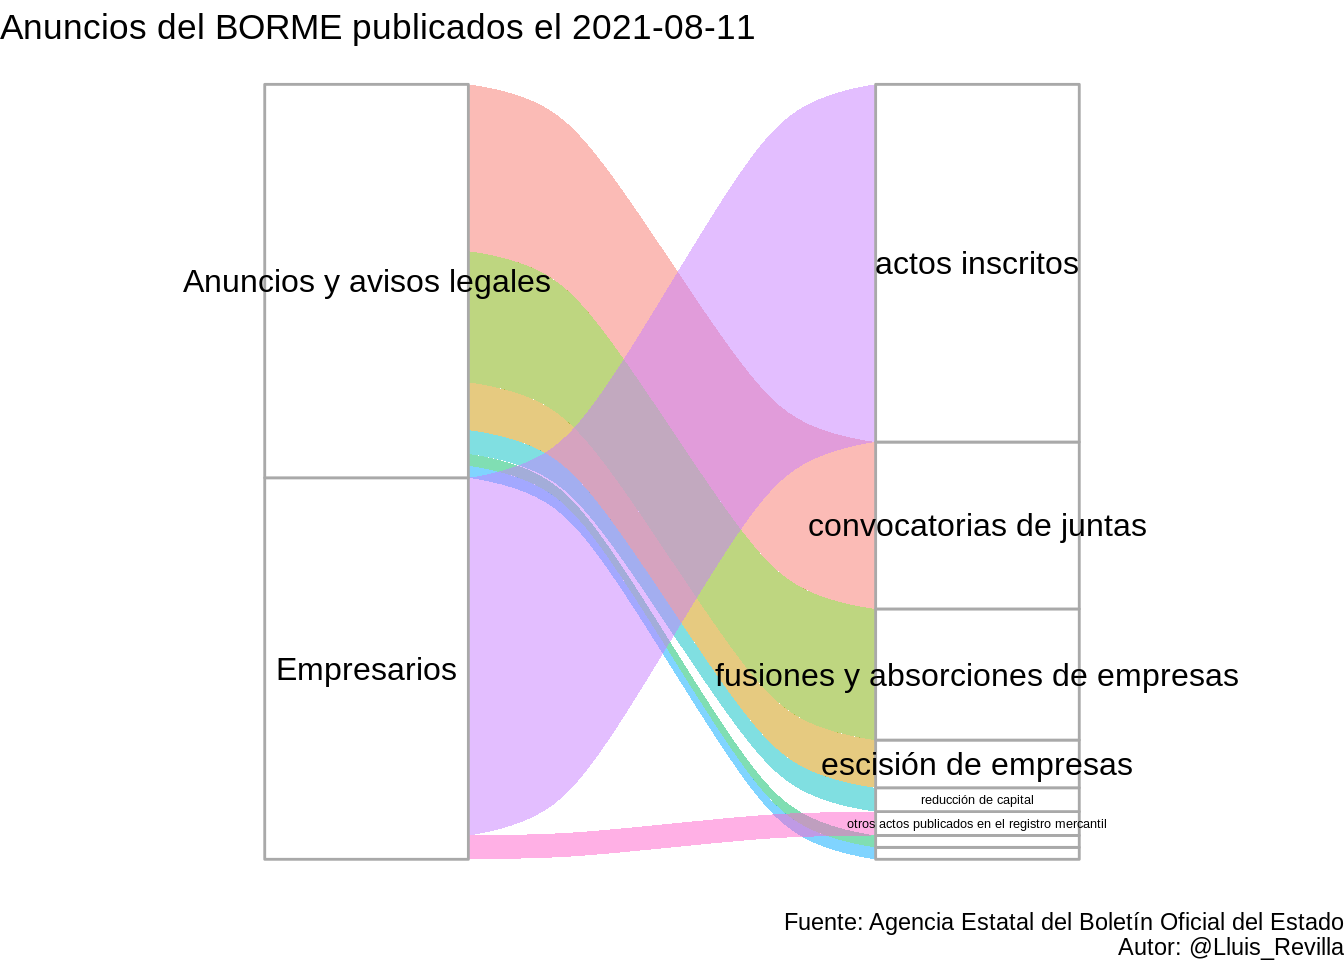 Anuncios del BORME publicados el 2021-08-11
actos inscritos
Anuncios y avisos legales
convocatorias de juntas
Empresarios
fusiones y absorciones de empresas
escisión de empresas
reducción de capital
otros actos publicados en el registro mercantil
Fuente: Agencia Estatal del Boletín Oficial del Estado
Autor: @Lluis_Revilla